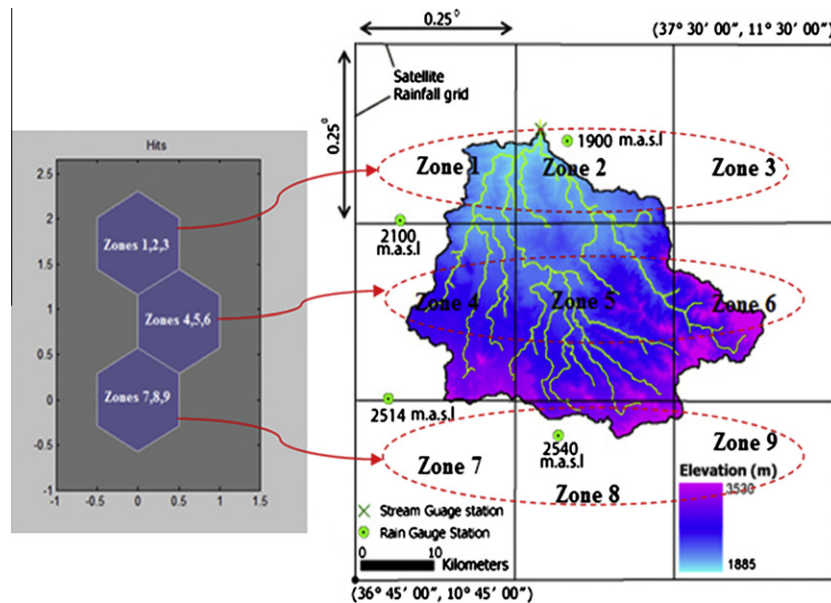 0.25°
(37° 30′ 00″, 11° 30′ 00″)
Satellite
Rainfall grid
0.25°
Hits
2.5
2
1.5
1
0.5
0
-0.5
-1
-1
-0.5
0
0.5
1
1.5
Zones 1,2,3
Zones 4,5,6
Zones 7,8,9
1900 m.a.s.l
Zone 1
Zone 2
Zone 3
2100
m.a.s.l
Zone 4
Zone 5
Zone 6
2514 m.a.s.l
2540
m.a.s.l
Zone 7
Zone 8
Zone 9
Elevation (m)
3530
1885
Stream Guage station
Rain Gauge Station
0 10
Kilometers
(36° 45′ 00″, 10° 45′ 00″)